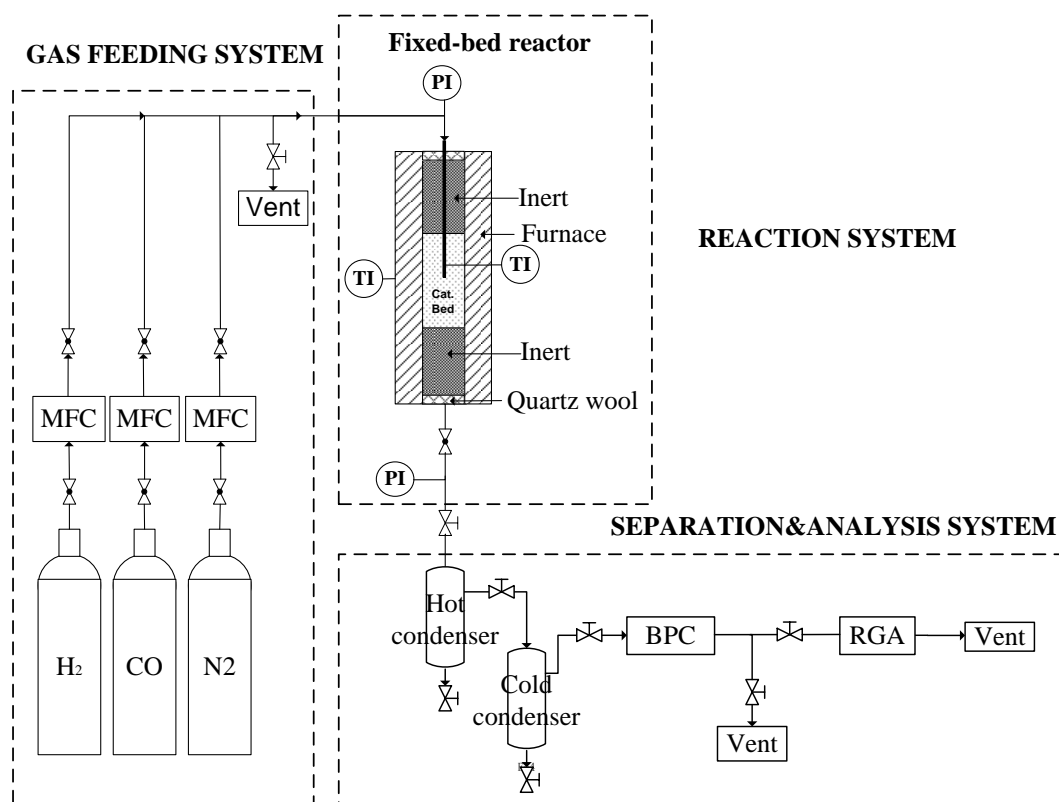 Fixed-bed reactor
GAS FEEDING SYSTEM
PI
Vent
Inert
Furnace
REACTION SYSTEM
TI
TI
Cat.
Bed
Inert
Quartz wool
MFC
MFC
MFC
PI
SEPARATION&ANALYSIS SYSTEM
Hot
condenser
BPC
RGA
Vent
H2
CO
N2
Cold
condenser
Vent